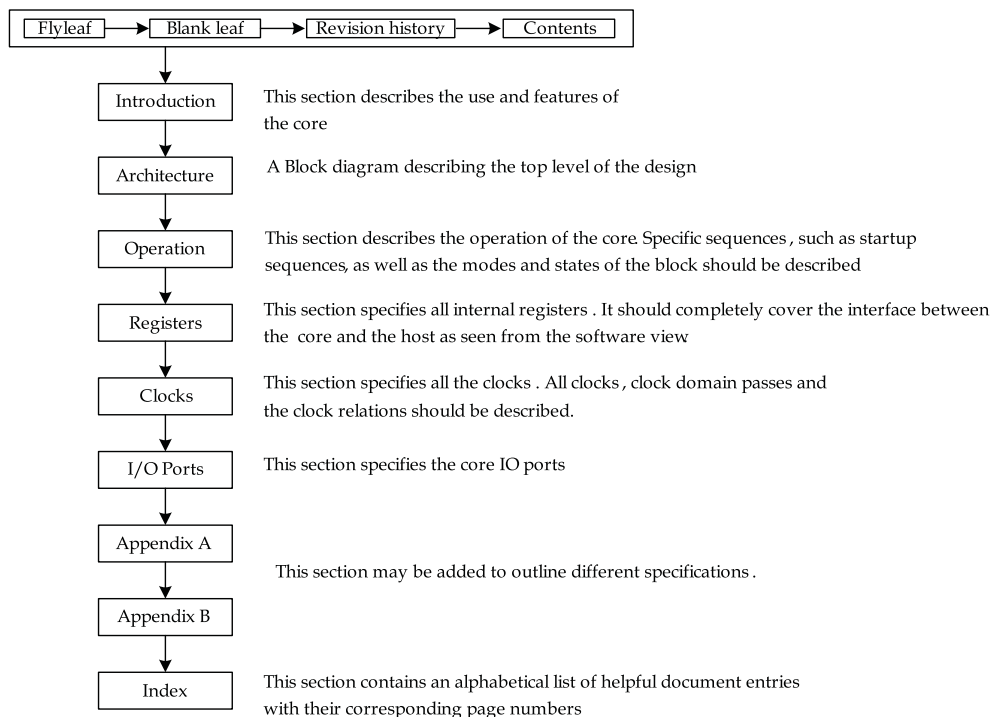 Flyleaf Blank leaf Revision history Contents
Introduction
This section describes the use and features of
the core
Architecture
A Block diagram describing the top level of the design
Operation
This section describes the operation of the core. Specific sequences, such as startup
sequences, as well as the modes and states of the block should be described
Registers
This section specifies all internal registers. It should completely cover the interface between
the core and the host as seen from the software view
Clocks
This section specifies all the clocks. All clocks, clock domain passes and
the clock relations should be described.
I/O Ports
This section specifies the core IO ports
Appendix A
This section may be added to outline different specifications.
Appendix B
Index
This section contains an alphabetical list of helpful document entries
with their corresponding page numbers